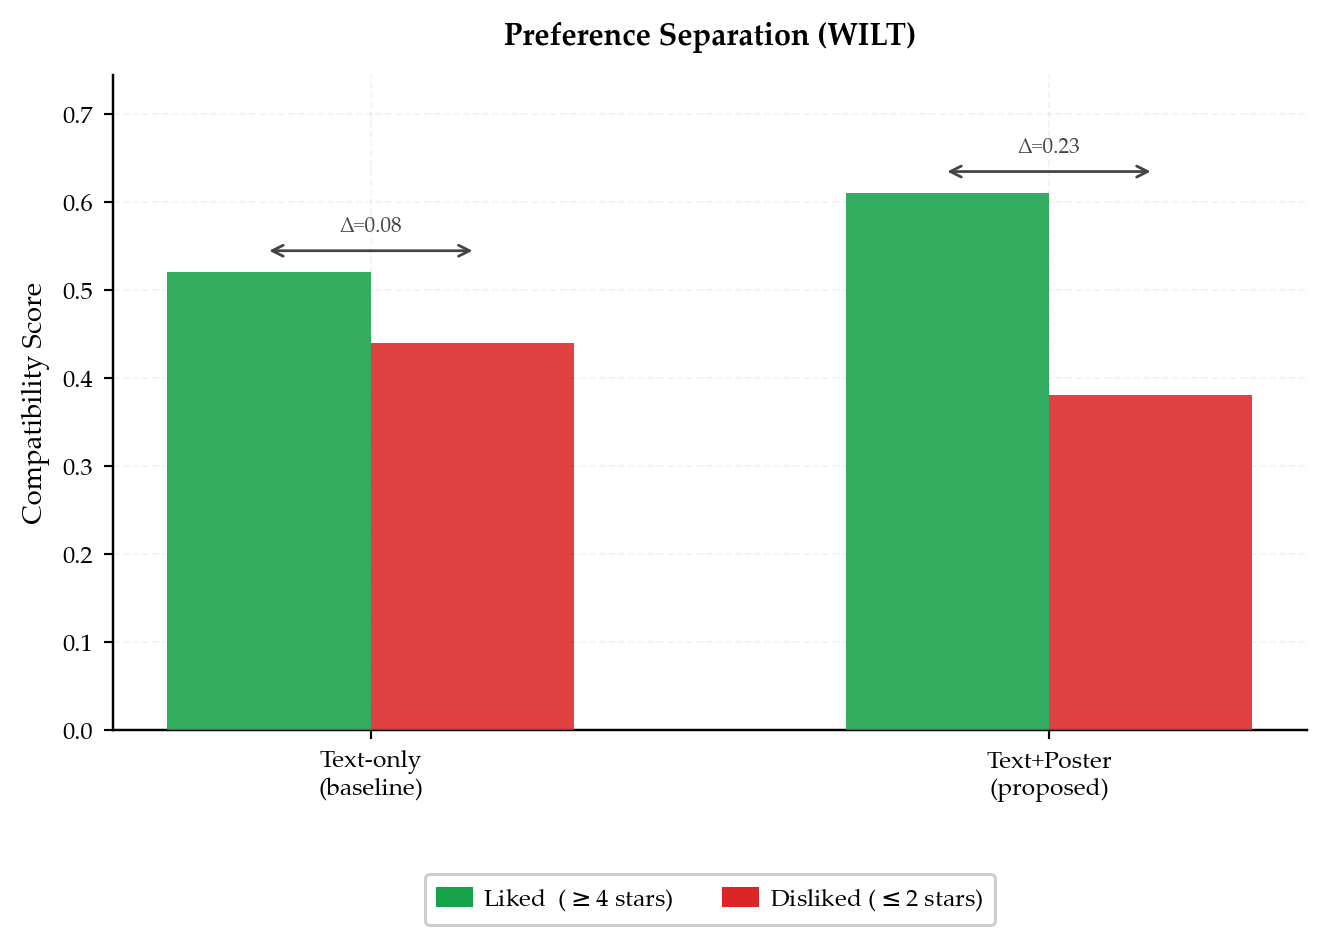 Preference Separation (WILT)
Compatibility Score
0.7
0.6
0.5
0.4
0.3
0.2
0.1
0.0
Δ=0.08
Δ=0.23
Text-only
(baseline)
Text+Poster
(proposed)
Liked (≥4 stars)
Disliked (≤2 stars)